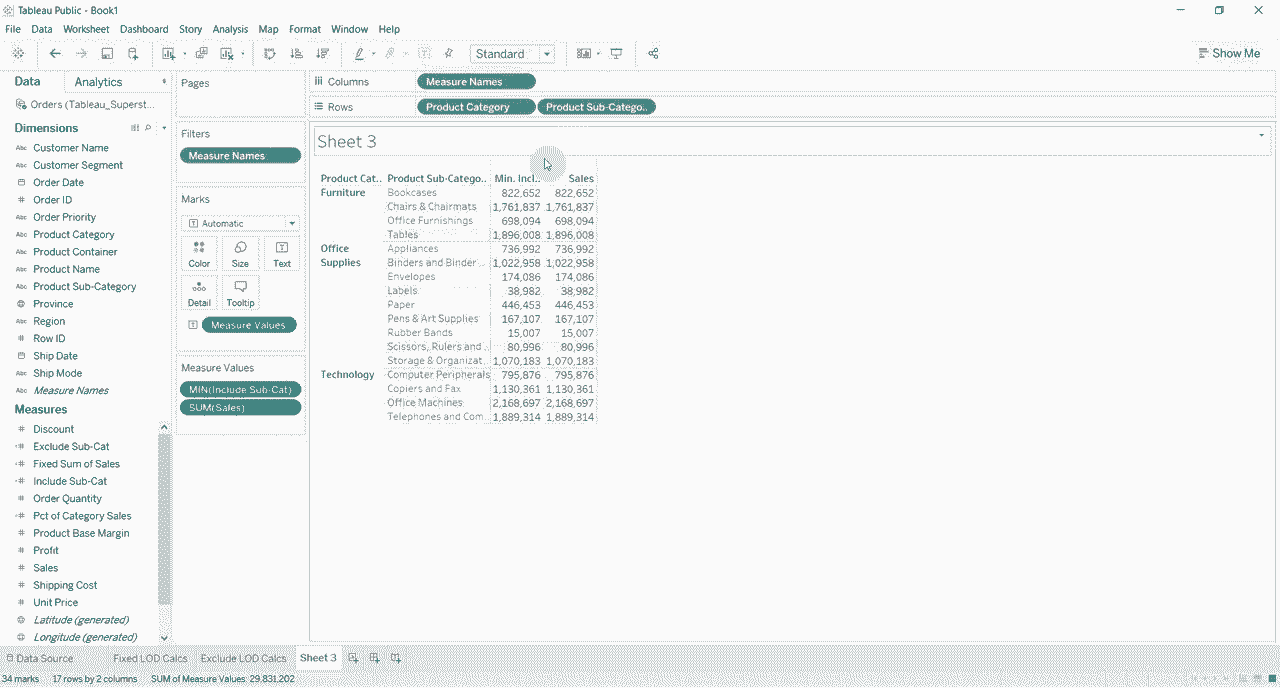 Tableau Public - Book1
File Data Worksheet Dashboard Story Analysis Map Format Window Help
Standard
Show Me
Data Analytics
Orders (Tableau_Superst...
Dimensions
Abc Customer Name
Abc Customer Segment
Order Date
# Order ID
Abc Order Priority
Abc Product Category
Abc Product Container
Abc Product Name
Abc Product Sub-Category
Province
Abc Region
# Row ID
Ship Date
Abc Ship Mode
Abc Measure Names
Measures
# Discount
=# Exclude Sub-Cat
=# Fixed Sum of Sales
=# Include Sub-Cat
# Order Quantity
=# Pct of Category Sales
# Product Base Margin
# Profit
# Sales
# Shipping Cost
# Unit Price
Latitude (generated)
Longitude (generated)
Pages
Filters
Measure Names
Marks
T Automatic
Color Size Text
Detail Tooltip
T Measure Values
Measure Values
MIN(Include Sub-Cat)
SUM(Sales)
Columns Measure Names
Rows Product Category Product Sub-Catego..
Sheet 3
Product Cat.. Product Sub-Catego.. Min. Incl.. Sales
Furniture Bookcases 822,652 822,652
Chairs & Chairmats 1,761,837 1,761,837
Office Furnishings 698,094 698,094
Tables 1,896,008 1,896,008
Office Appliances 736,992 736,992
Supplies Binders and Binder .. 1,022,958 1,022,958
Envelopes 174,086 174,086
Labels 38,982 38,982
Paper 446,453 446,453
Pens & Art Supplies 167,107 167,107
Rubber Bands 15,007 15,007
Scissors, Rulers and .. 80,996 80,996
Storage & Organizat.. 1,070,183 1,070,183
Technology Computer Peripherals 795,876 795,876
Copiers and Fax 1,130,361 1,130,361
Office Machines 2,168,697 2,168,697
Telephones and Com.. 1,889,314 1,889,314
Data Source Fixed LOD Calcs Exclude LOD Calcs Sheet 3
34 marks 17 rows by 2 columns SUM of Measure Values: 29,831,202